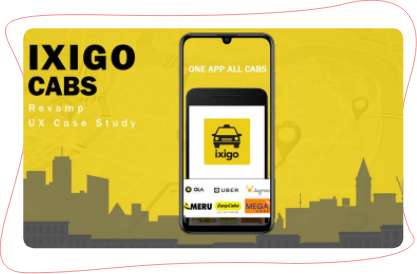 IXIGO
CABS
Revamp
UX Case Study
ONE APP ALL CABS
ixigo
OLA
UBER
Jugnoo
MERU
EasyCabs
MEGA